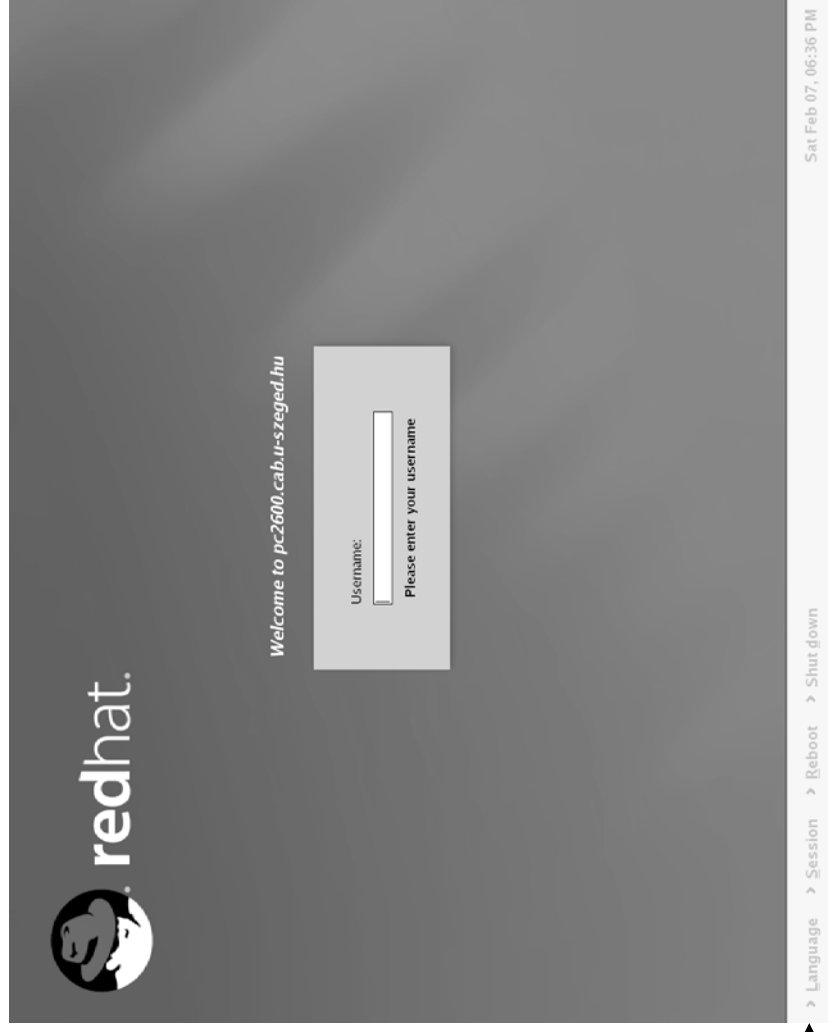 redhat.
Welcome to pc2600.cab.u-szeged.hu
Username:
Please enter your username
Language
Session
Reboot
Shut down
Sat Feb 07, 06:36 PM